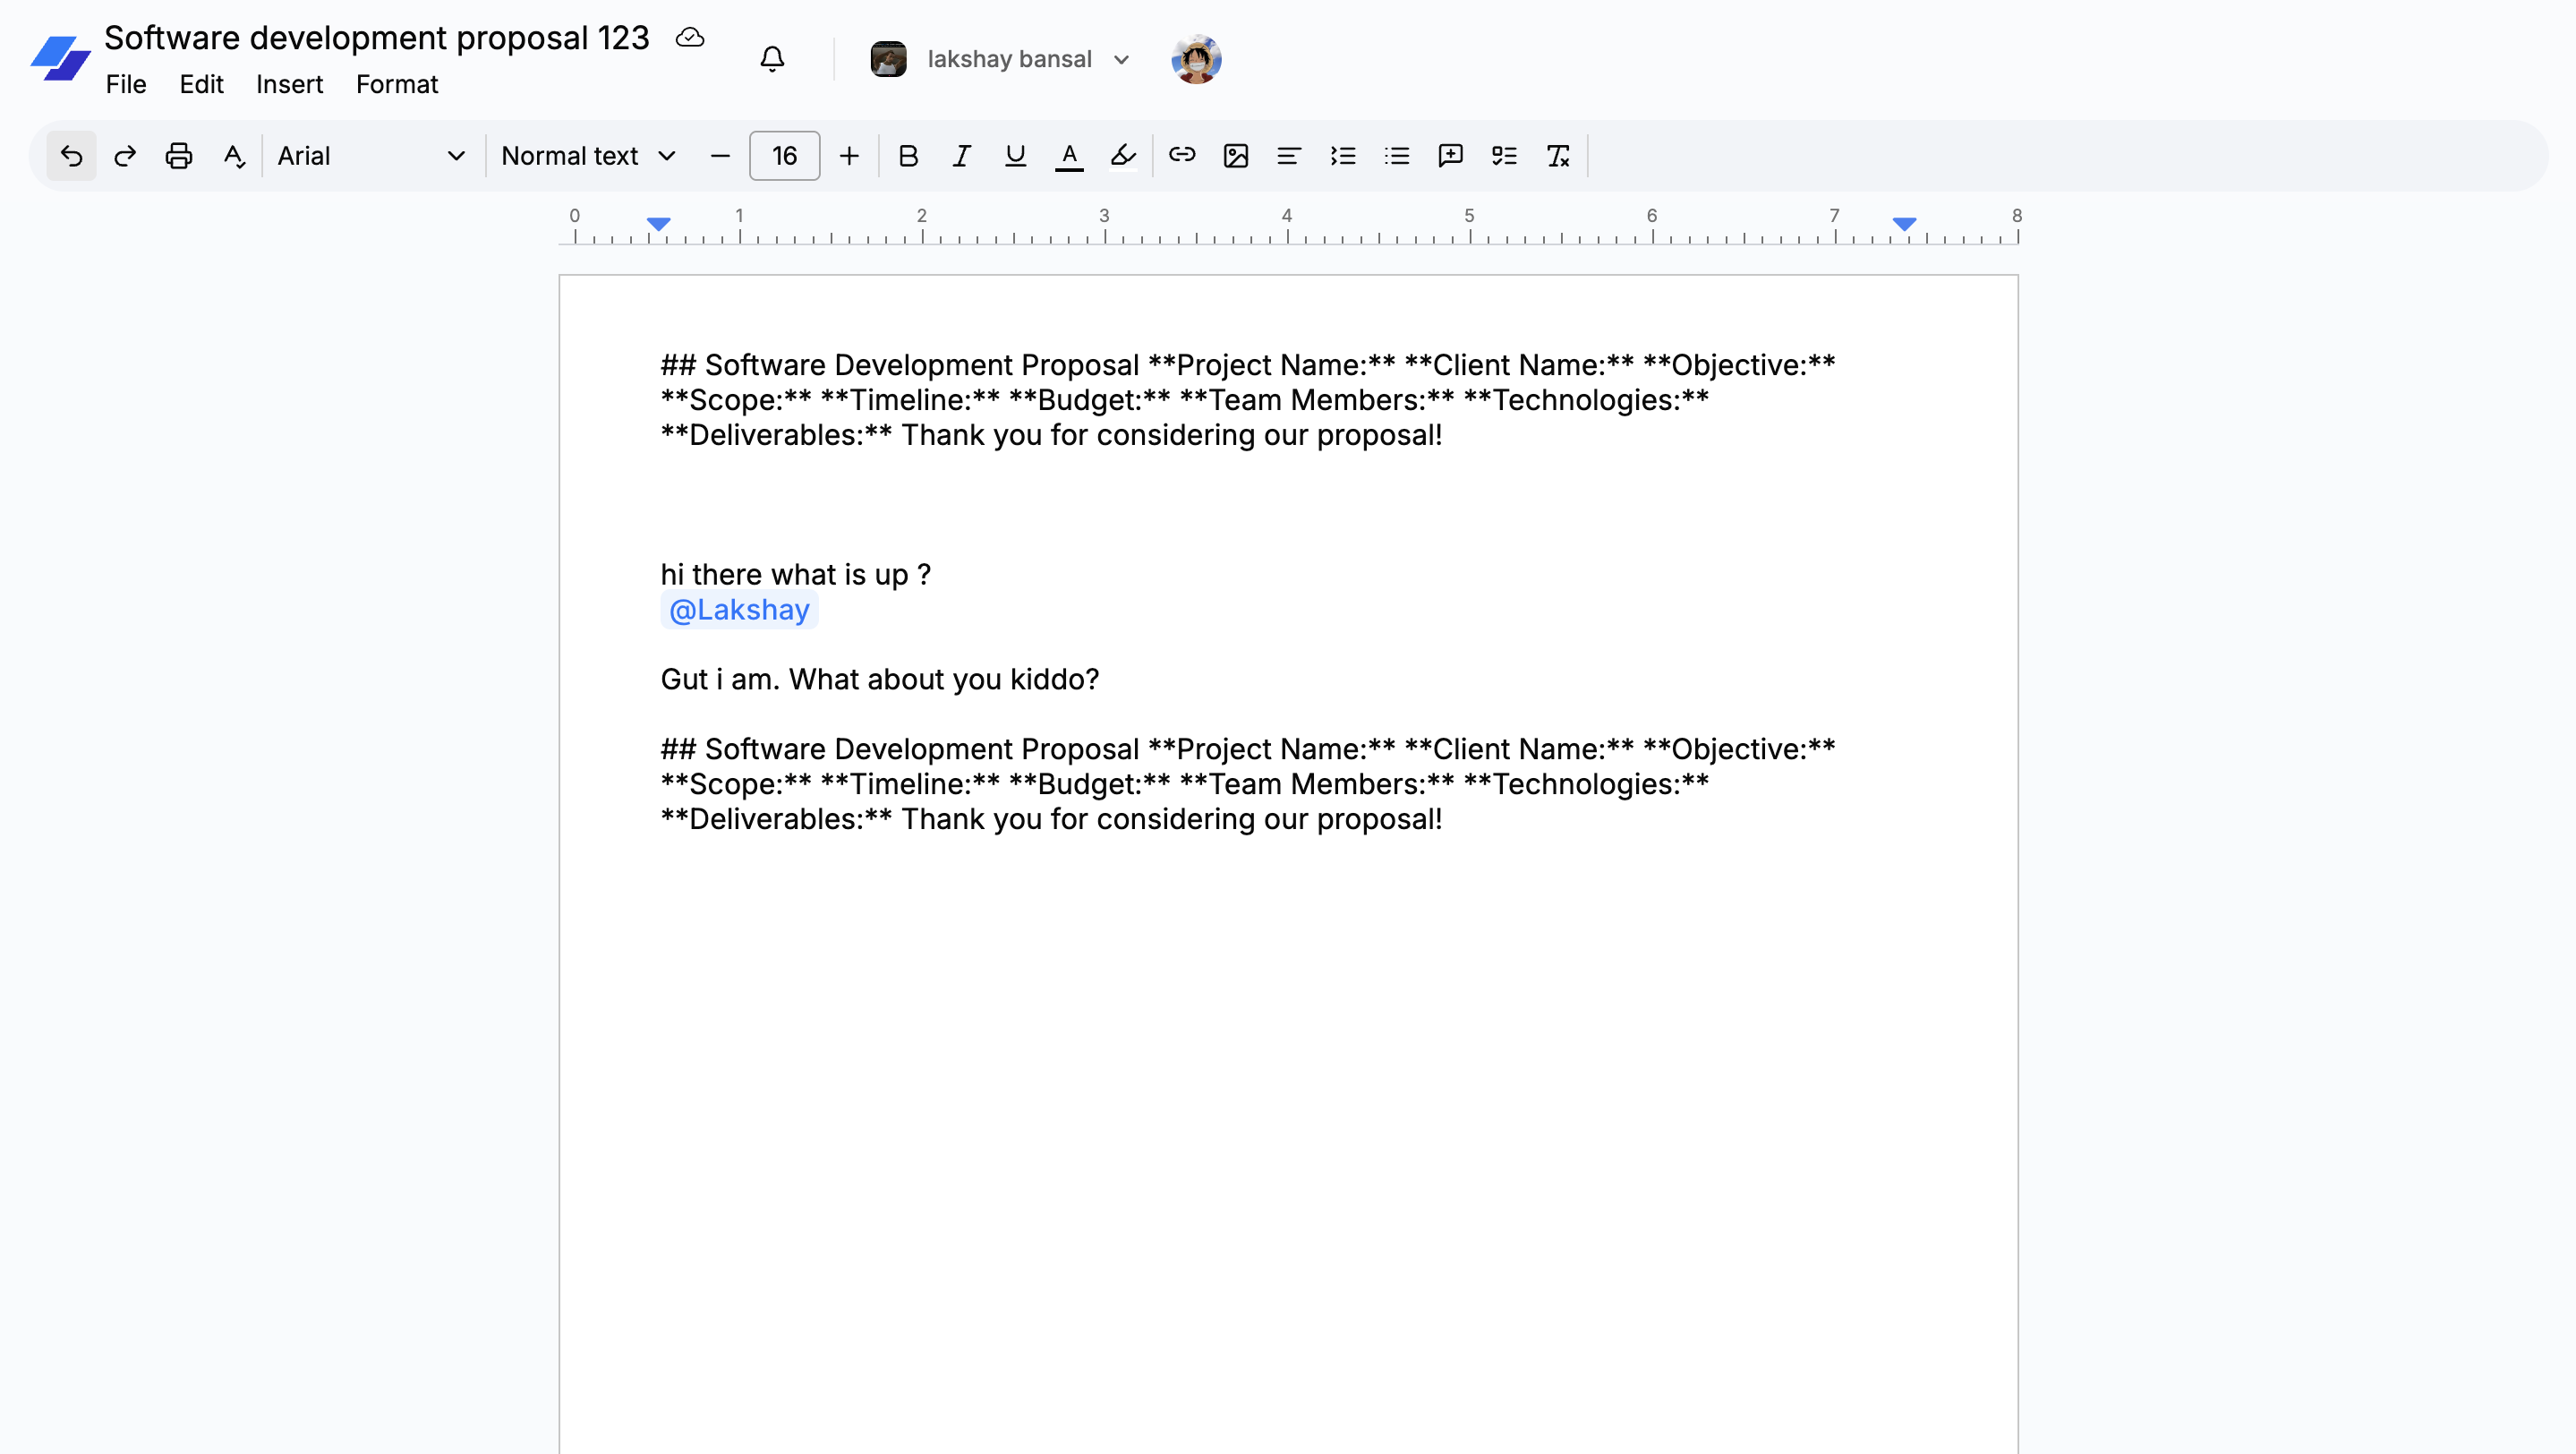 Software development proposal 123
File Edit Insert Format
lakshay bansal
Arial Normal text 16
0 1 2 3 4 5 6 7 8
## Software Development Proposal **Project Name:** **Client Name:** **Objective:**
**Scope:** **Timeline:** **Budget:** **Team Members:** **Technologies:**
**Deliverables:** Thank you for considering our proposal!
hi there what is up ?
@Lakshay
Gut i am. What about you kiddo?
## Software Development Proposal **Project Name:** **Client Name:** **Objective:**
**Scope:** **Timeline:** **Budget:** **Team Members:** **Technologies:**
**Deliverables:** Thank you for considering our proposal!